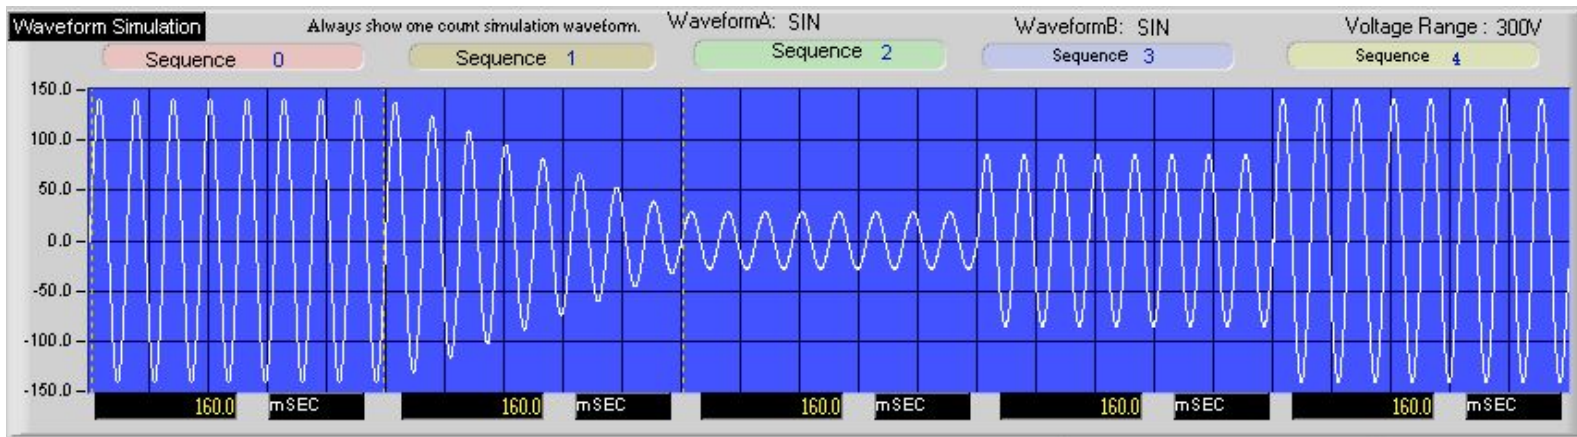 Waveform Simulation Always show one count simulation waveform. WaveformA: SIN WaveformB: SIN Voltage Range : 300V
Sequence 0 Sequence 1 Sequence 2 Sequence 3 Sequence 4
150.0
100.0
50.0
0.0
-50.0
-100.0
-150.0
160.0 mSEC 160.0 mSEC 160.0 mSEC 160.0 mSEC 160.0 mSEC